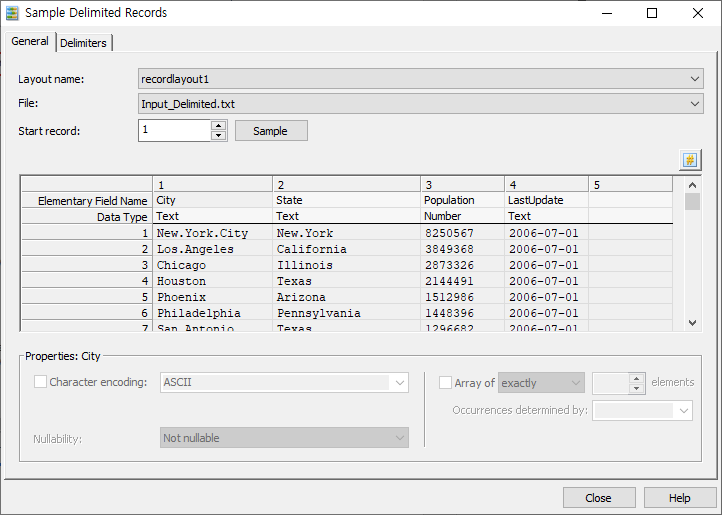 Sample Delimited Records
General Delimiters
Layout name: recordlayout1
File: Input_Delimited.txt
Start record: 1 Sample
1 2 3 4 5
Elementary Field Name City State Population LastUpdate
Data Type Text Text Number Text
1 New.York.City New.York 8250567 2006-07-01
2 Los.Angeles California 3849368 2006-07-01
3 Chicago Illinois 2873326 2006-07-01
4 Houston Texas 2144491 2006-07-01
5 Phoenix Arizona 1512986 2006-07-01
6 Philadelphia Pennsylvania 1448396 2006-07-01
7 San.Antonio Texas 1296682 2006-07-01
Properties: City
Character encoding: ASCII Array of exactly elements
Occurrences determined by:
Nullability: Not nullable
Close Help